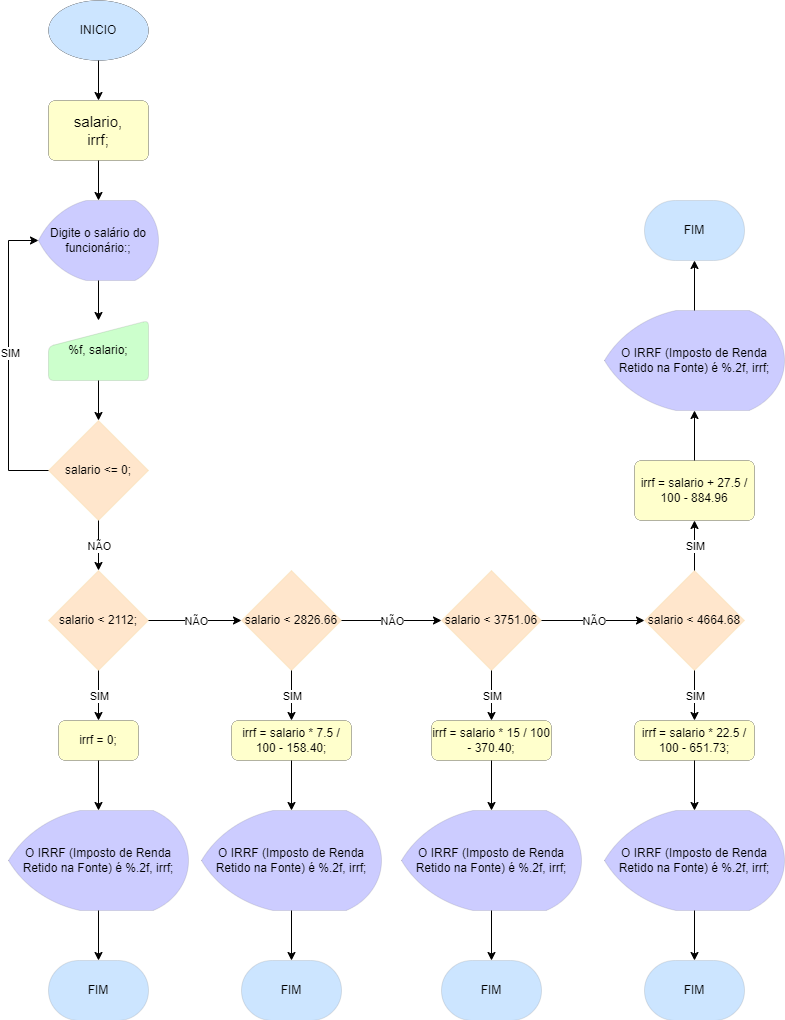 INICIO
salario,
irrf;
Digite o salário do
funcionário:;
%f, salario;
SIM
salario <= 0;
NÃO
salario < 2112;
NÃO
salario < 2826.66
NÃO
salario < 3751.06
NÃO
salario < 4664.68
SIM
irrf = salario + 27.5 /
100 - 884.96
O IRRF (Imposto de Renda
Retido na Fonte) é %.2f, irrf;
FIM
SIM
irrf = 0;
O IRRF (Imposto de Renda
Retido na Fonte) é %.2f, irrf;
FIM
SIM
irrf = salario * 7.5 /
100 - 158.40;
O IRRF (Imposto de Renda
Retido na Fonte) é %.2f, irrf;
FIM
SIM
irrf = salario * 15 / 100
- 370.40;
O IRRF (Imposto de Renda
Retido na Fonte) é %.2f, irrf;
FIM
SIM
irrf = salario * 22.5 /
100 - 651.73;
O IRRF (Imposto de Renda
Retido na Fonte) é %.2f, irrf;
FIM